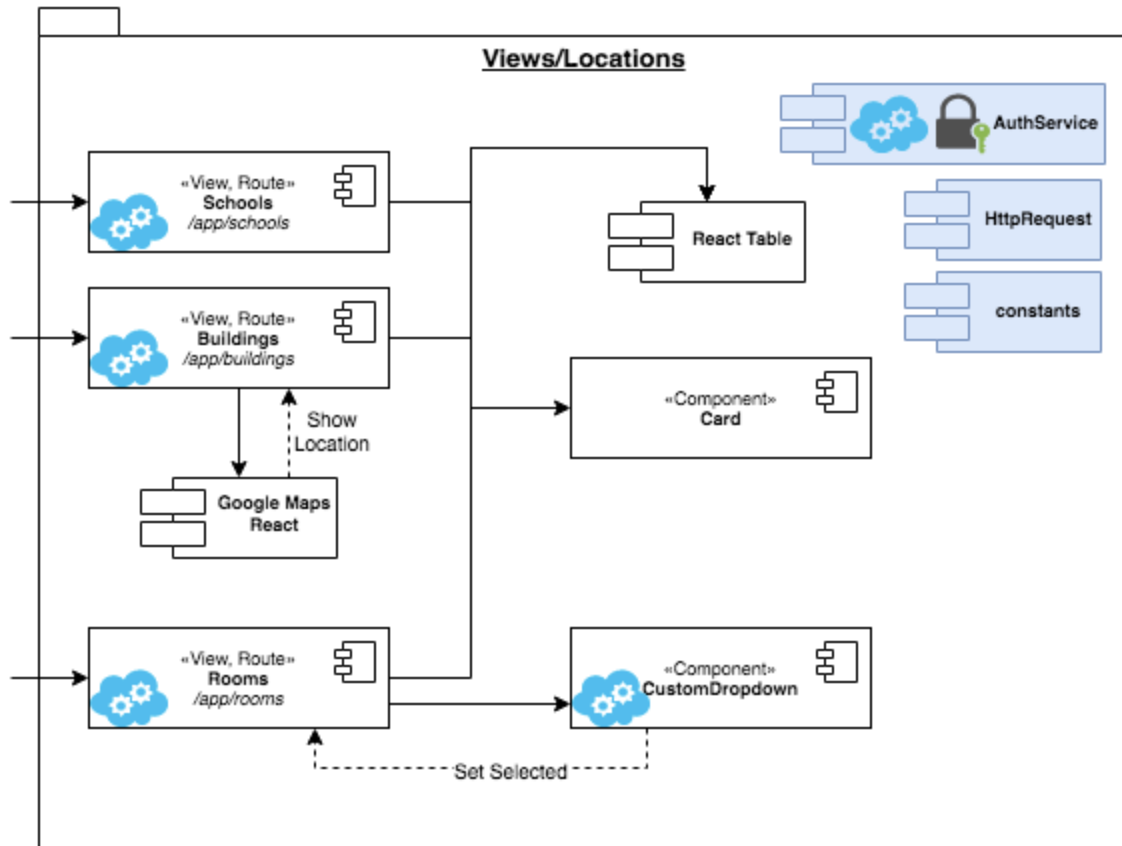 Views/Locations
AuthService
«View, Route»
Schools
/app/schools
React Table
HttpRequest
«View, Route»
Buildings
/app/buildings
constants
Show
Location
«Component»
Card
Google Maps
React
«View, Route»
Rooms
/app/rooms
«Component»
CustomDropdown
Set Selected